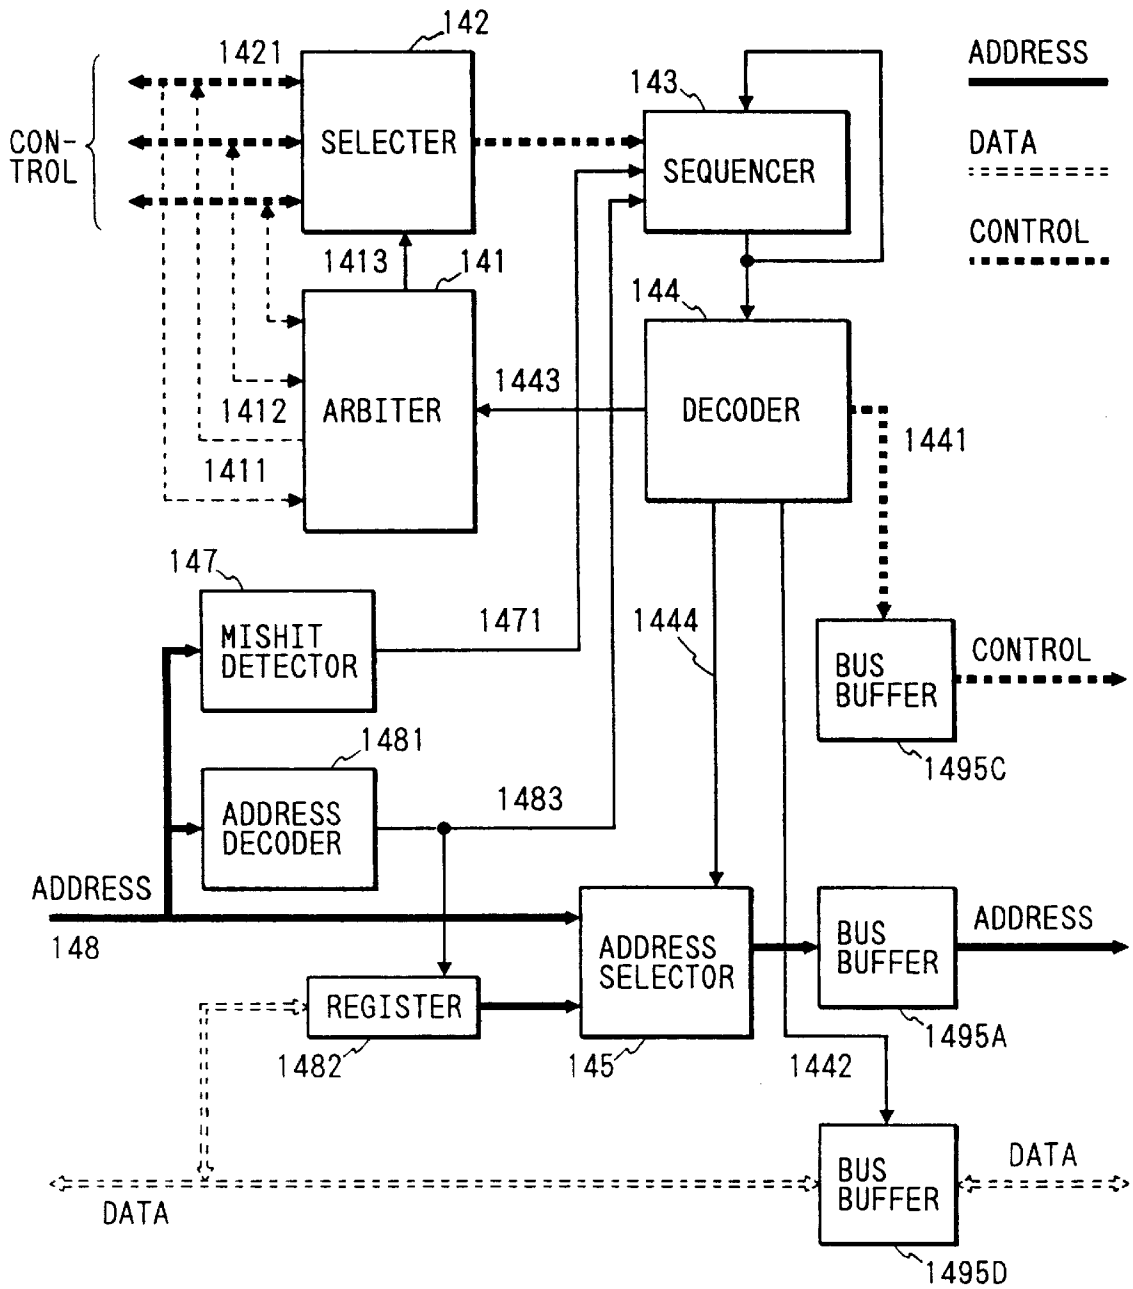 142
1421
ADDRESS
143
CON-
TROL
SELECTER
SEQUENCER
DATA
CONTROL
1413
141
144
1443
1412
ARBITER
DECODER
1441
1411
147
1471
1444
MISHIT
DETECTOR
BUS
BUFFER
CONTROL
1481
1495C
1483
ADDRESS
DECODER
ADDRESS
148
ADDRESS
SELECTOR
BUS
BUFFER
ADDRESS
REGISTER
1482
145
1442
1495A
DATA
BUS
BUFFER
DATA
1495D